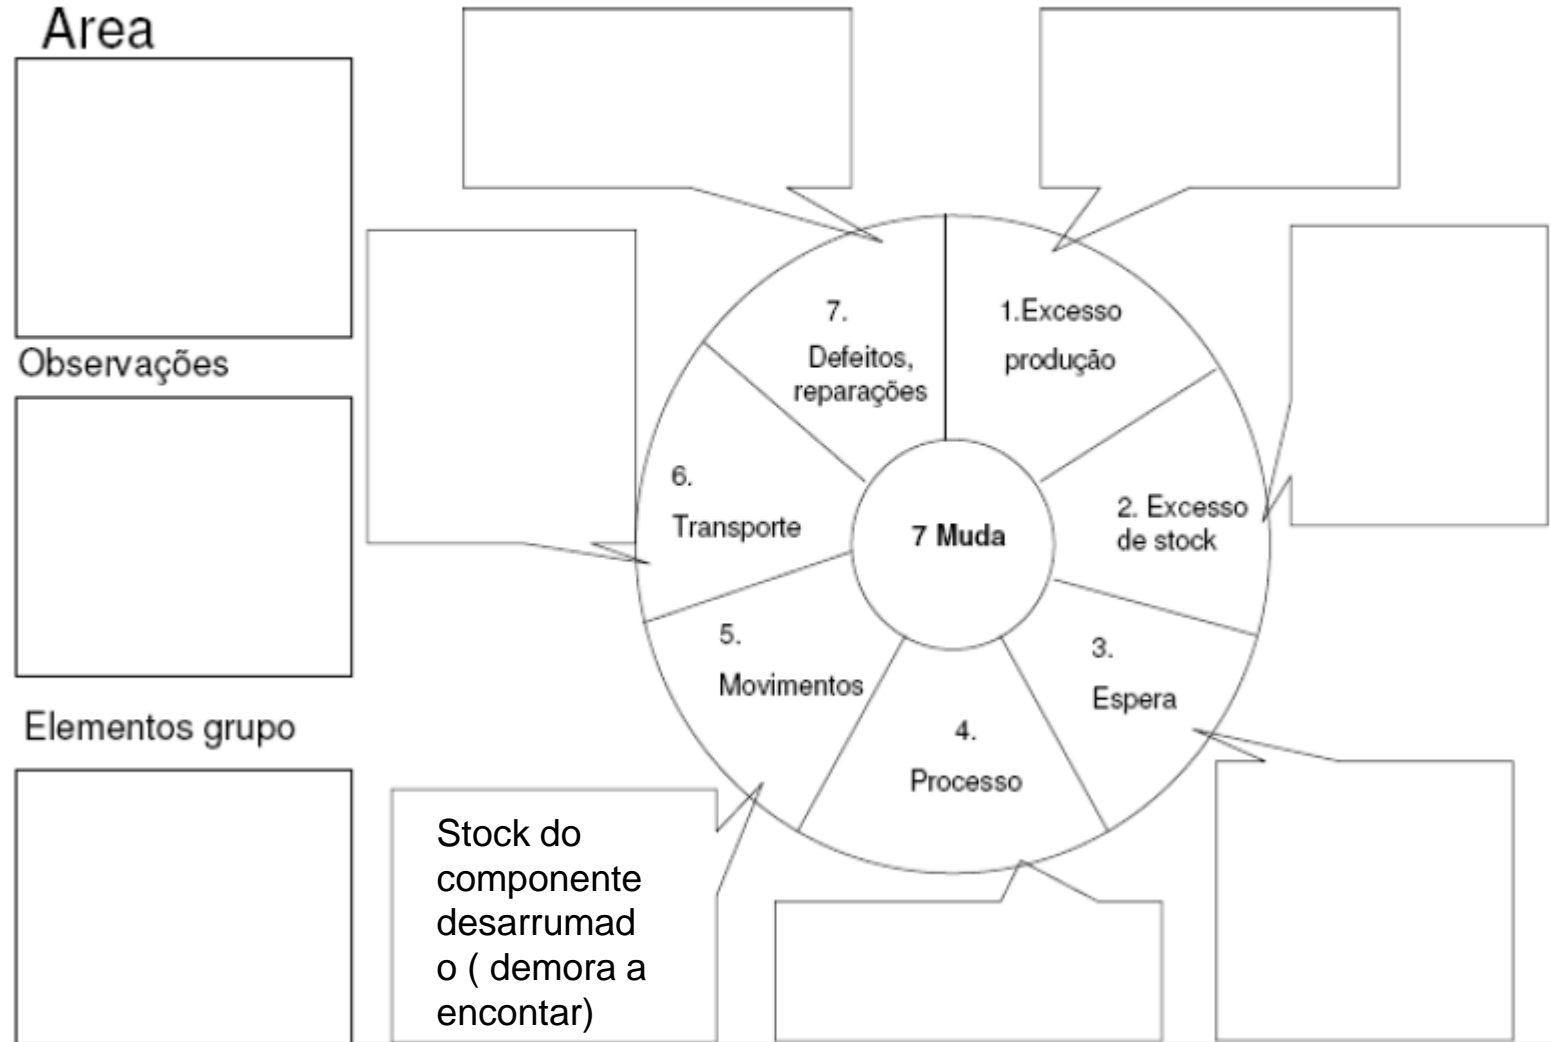 Area
Observações
Elementos grupo
7.
Defeitos,
reparações
1.Excesso
produção
6.
Transporte
7 Muda
2. Excesso
de stock
5.
Movimentos
3.
Espera
4.
Processo
Stock do
componente
desarrumad
o ( demora a
encontar)